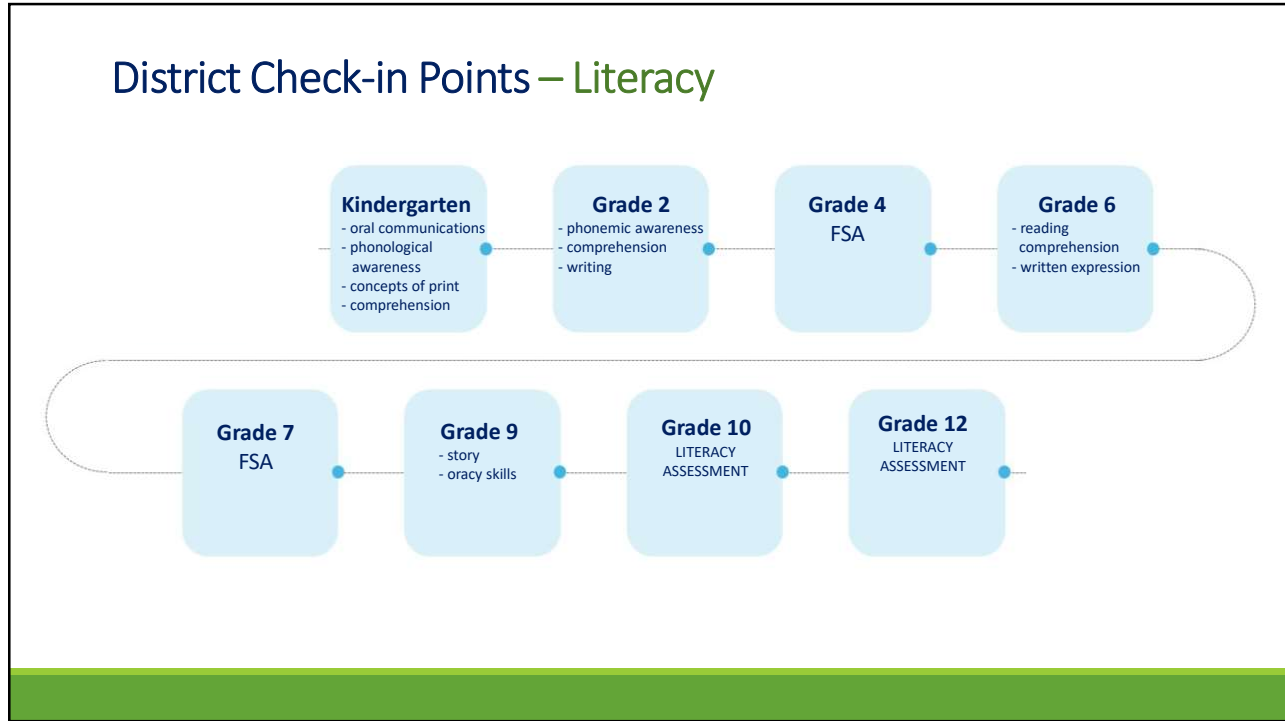 District Check-in Points – Literacy
Kindergarten
- oral communications
- phonological
awareness
- concepts of print
- comprehension
Grade 2
- phonemic awareness
- comprehension
- writing
Grade 4
FSA
Grade 6
- reading
comprehension
- written expression
Grade 7
FSA
Grade 9
- story
- oracy skills
Grade 10
LITERACY
ASSESSMENT
Grade 12
LITERACY
ASSESSMENT